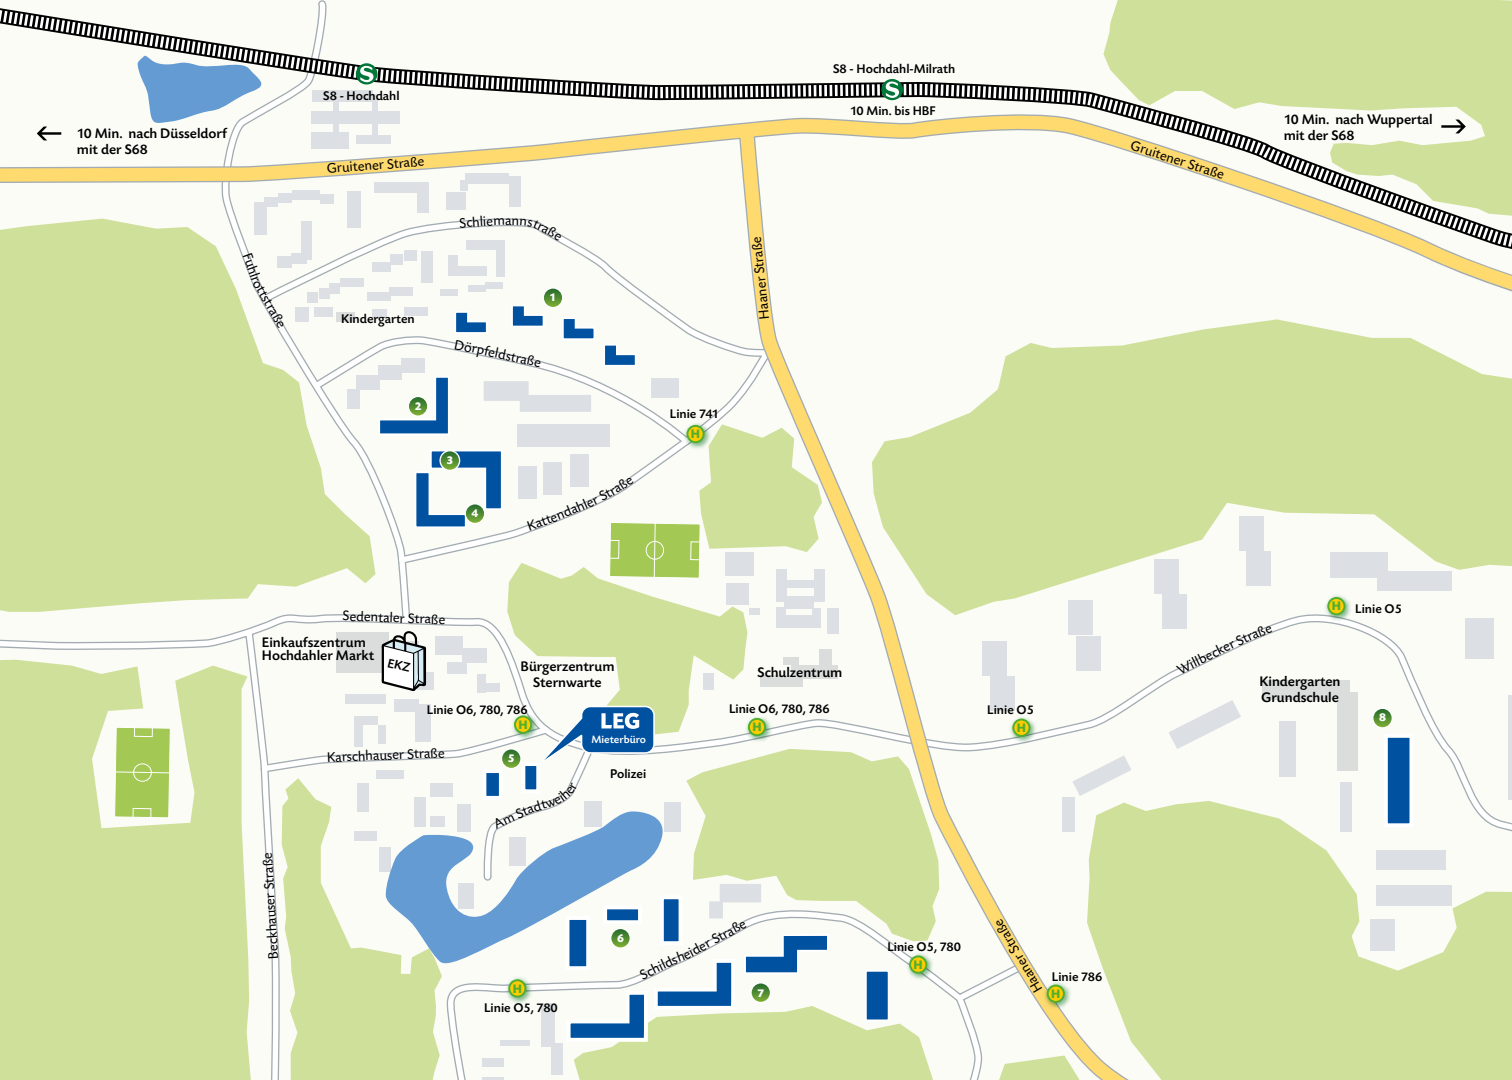 S8 - Hochdahl-Milrath
S
S
S8 - Hochdahl
10 Min. bis HBF
10 Min. nach Düsseldorf
mit der S68
10 Min. nach Wuppertal
mit der S68
Gruitener Straße
Gruitener Straße
Schliemannstraße
Haaner Straße
Fuhlrottstraße
1
Kindergarten
Dörpfeldstraße
2
Linie 741
H
3
4
Kattendahler Straße
Sedentaler Straße
Einkaufszentrum
Hochdahler Markt
EKZ
Bürgerzentrum
Sternwarte
Schulzentrum
H
Linie O5
Willbecker Straße
Kindergarten
Grundschule
Linie O6, 780, 786
H
LEG
Mieterbüro
Linie O6, 780, 786
H
Linie O5
H
8
Karschhauser Straße
5
Polizei
Am Stadtweiher
Beckhauser Straße
6
Schildsheider Straße
Linie O5, 780
H
Haaner Straße
Linie 786
H
H
Linie O5, 780
7